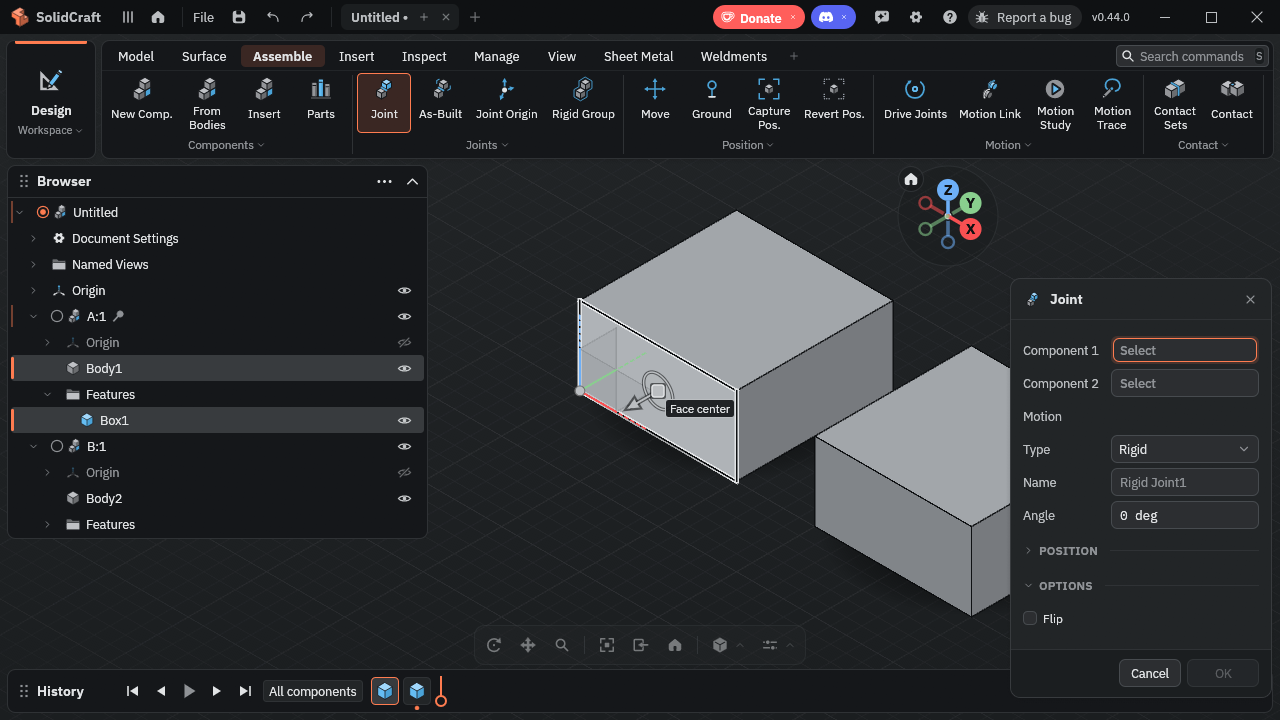 SolidCraft
File
Untitled •
Donate
Report a bug
v0.44.0
Design
Workspace
Model
Surface
Assemble
Insert
Inspect
Manage
View
Sheet Metal
Weldments
Search commands
S
New Comp.
From Bodies
Insert
Parts
Joint
As-Built
Joint Origin
Rigid Group
Move
Ground
Capture Pos.
Revert Pos.
Drive Joints
Motion Link
Motion Study
Motion Trace
Contact Sets
Contact
Components
Joints
Position
Motion
Contact
Browser
Untitled
Document Settings
Named Views
Origin
A:1
Origin
Body1
Features
Box1
B:1
Origin
Body2
Features
Z
Y
X
Face center
Joint
Component 1
Select
Component 2
Select
Motion
Type
Rigid
Name
Rigid Joint1
Angle
0 deg
POSITION
OPTIONS
Flip
Cancel
OK
History
All components